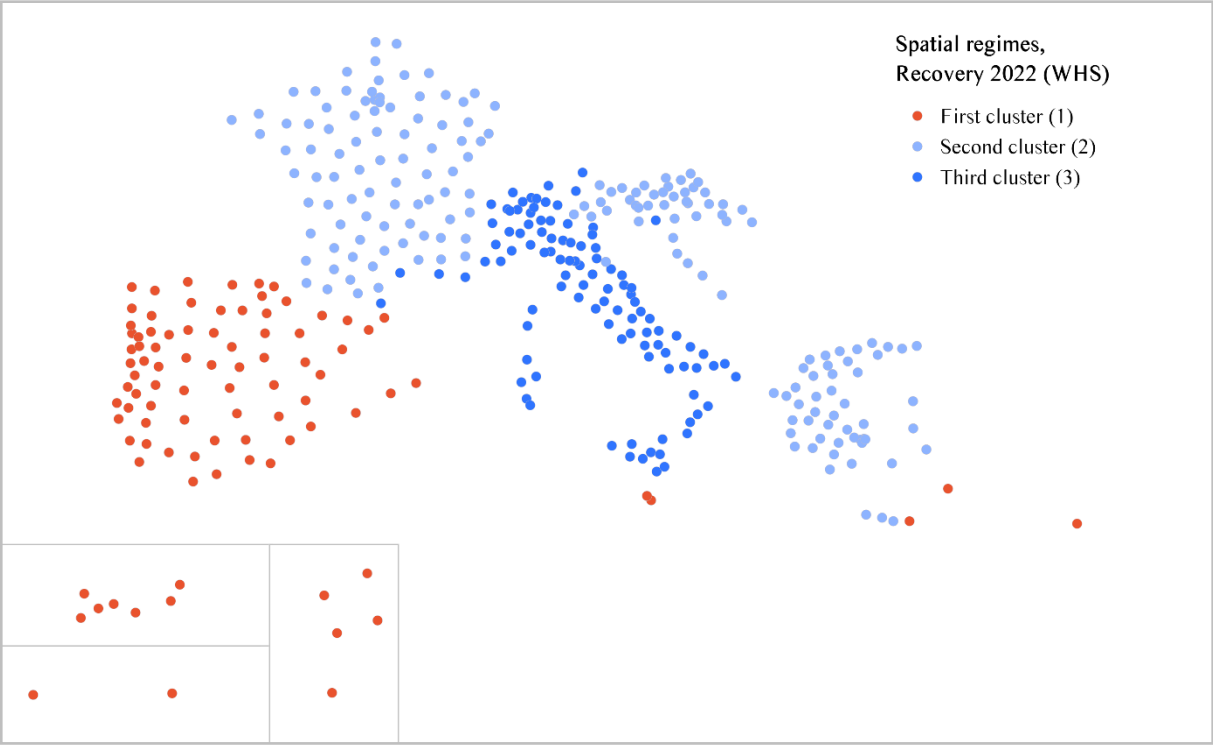 Spatial regimes,
Recovery 2022 (WHS)
First cluster (1)
Second cluster (2)
Third cluster (3)